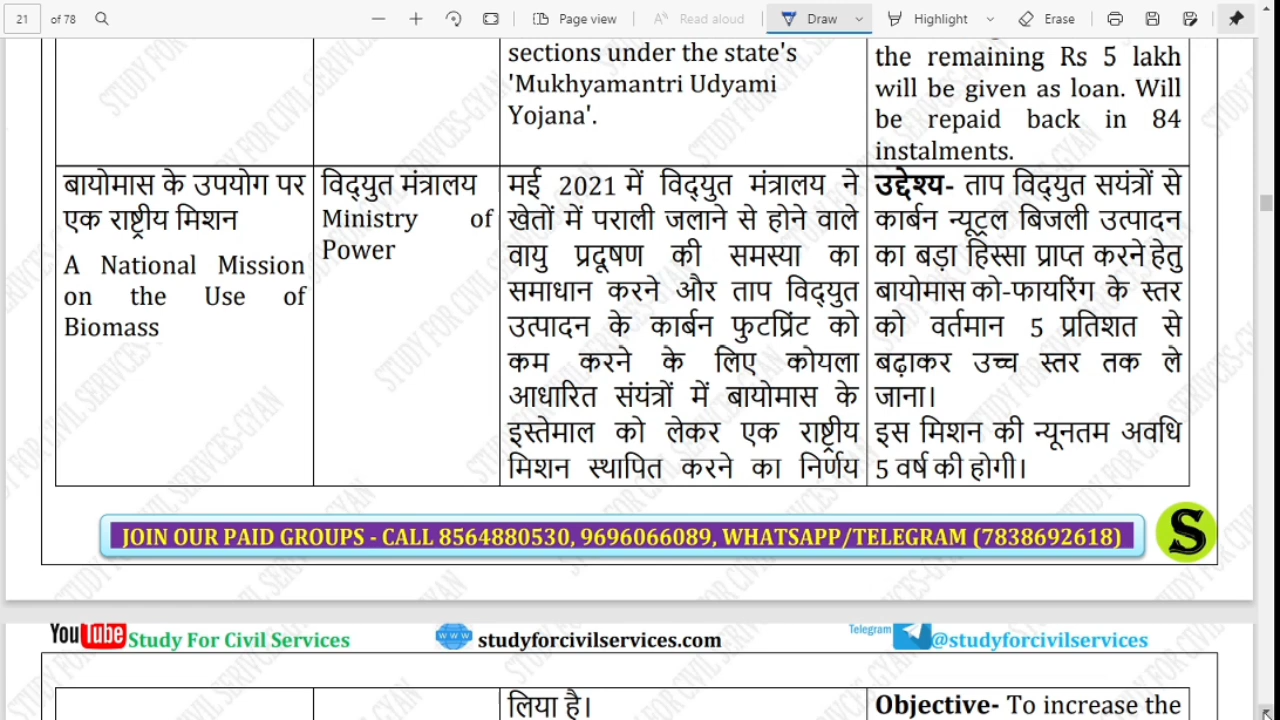 21 of 78 Page view Read aloud Draw Highlight Erase
sections under the state's
'Mukhyamantri Udyami
Yojana'.
the remaining Rs 5 lakh
will be given as loan. Will
be repaid back in 84
instalments.
बायोमास के उपयोग पर
एक राष्ट्रीय मिशन
A National Mission
on the Use of
Biomass
विद्युत मंत्रालय
Ministry of
Power
मई 2021 में विद्युत मंत्रालय ने
खेतों में पराली जलाने से होने वाले
वायु प्रदूषण की समस्या का
समाधान करने और ताप विद्युत
उत्पादन के कार्बन फुटप्रिंट को
कम करने के लिए कोयला
आधारित संयंत्रों में बायोमास के
इस्तेमाल को लेकर एक राष्ट्रीय
मिशन स्थापित करने का निर्णय
उद्देश्य- ताप विद्युत सयंत्रों से
कार्बन न्यूट्रल बिजली उत्पादन
का बड़ा हिस्सा प्राप्त करने हेतु
बायोमास को-फायरिंग के स्तर
को वर्तमान 5 प्रतिशत से
बढ़ाकर उच्च स्तर तक ले
जाना।
इस मिशन की न्यूनतम अवधि
5 वर्ष की होगी।
JOIN OUR PAID GROUPS - CALL 8564880530, 9696066089, WHATSAPP/TELEGRAM (7838692618)
S
YouTube Study For Civil Services
www studyforcivilservices.com
Telegram @studyforcivilservices
लिया है।
Objective- To increase the